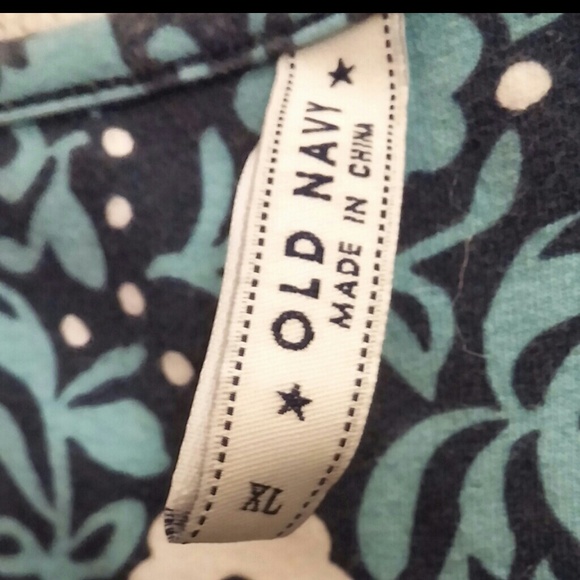 ★ OLD NAVY ★
MADE IN CHINA
XL